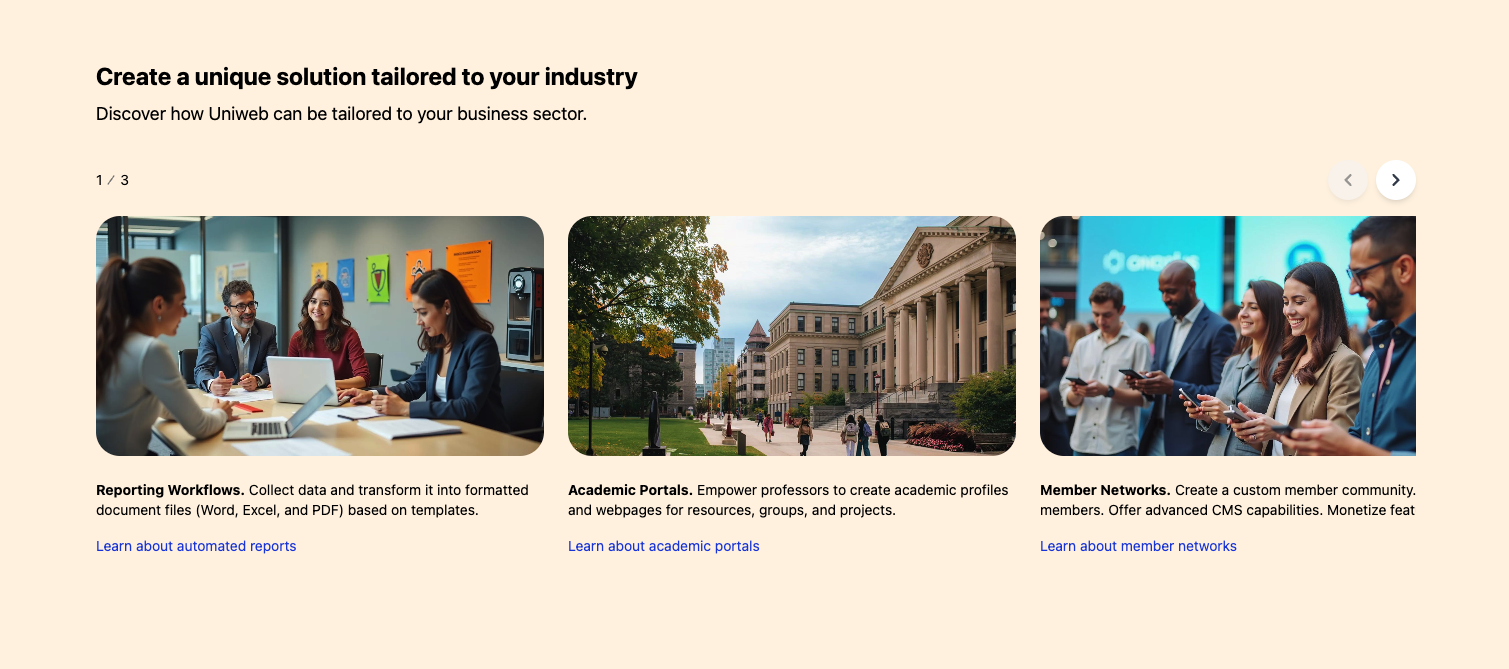 Create a unique solution tailored to your industry
Discover how Uniweb can be tailored to your business sector.
1 / 3
Reporting Workflows. Collect data and transform it into formatted
document files (Word, Excel, and PDF) based on templates.
Learn about automated reports
Academic Portals. Empower professors to create academic profiles
and webpages for resources, groups, and projects.
Learn about academic portals
Member Networks. Create a custom member community.
members. Offer advanced CMS capabilities. Monetize feat
Learn about member networks